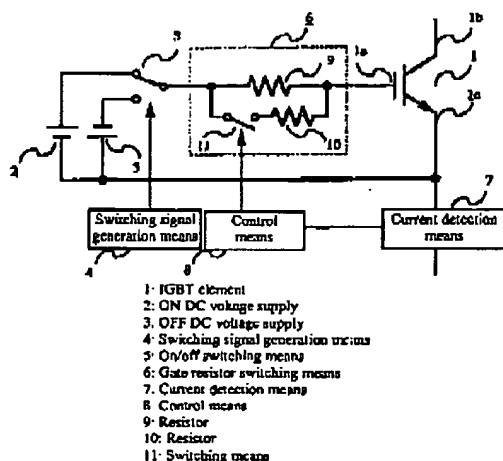 6
1b
9
1a
1
11
10
2
7
Switching signal
generation means
Control
means
Current detection
means
4
8
1: IGBT element
2: ON DC voltage supply
3. OFF DC voltage supply
4: Switching signal generation means
5: On/off switching means
6: Gate resistor switching means
7. Current detection means
8 Control means
9: Resistor
10: Resistor
11: Switching means